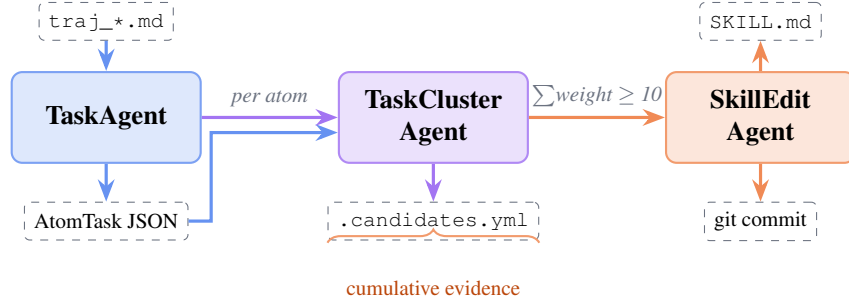 traj_*.md
SKILL.md
TaskAgent
per atom
TaskCluster
Agent
∑weight ≥ 10
SkillEdit
Agent
AtomTask JSON
.candidates.yml
git commit
cumulative evidence